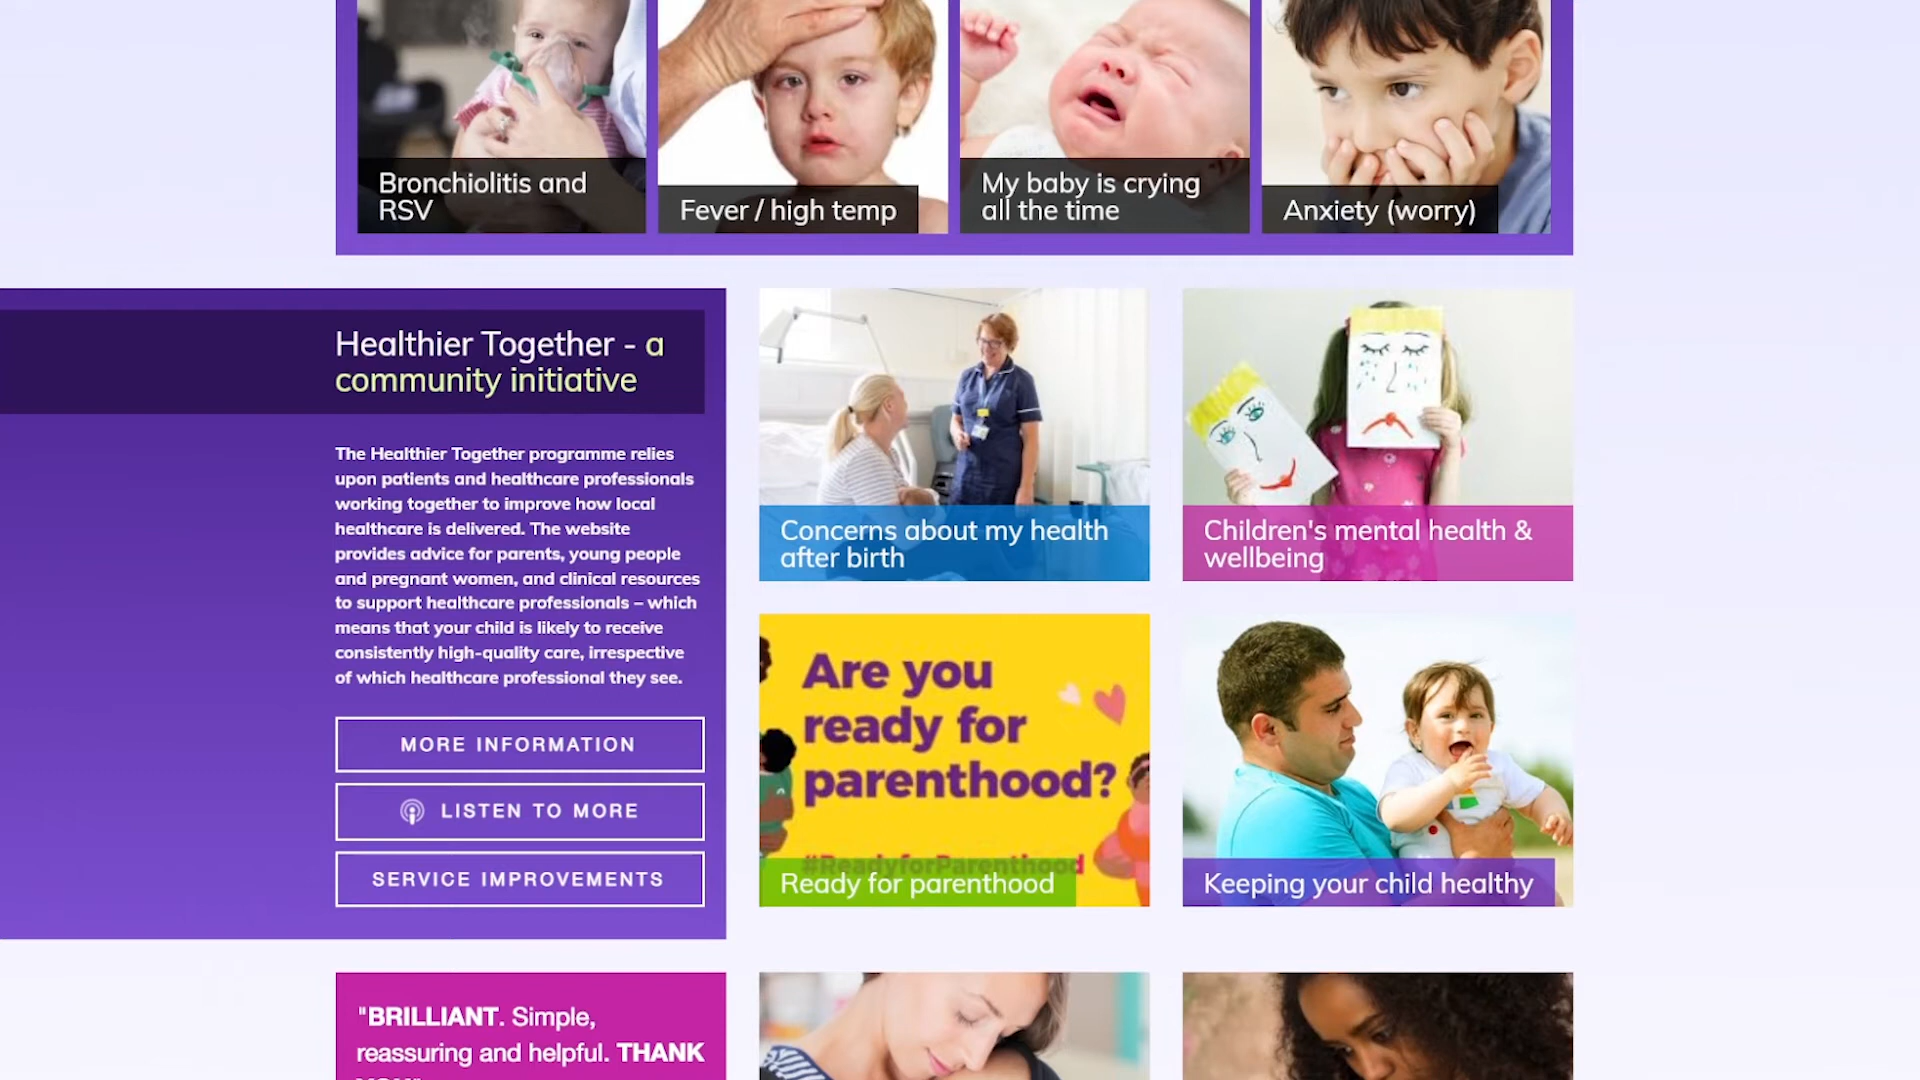 Bronchiolitis and
RSV
Fever / high temp
My baby is crying
all the time
Anxiety (worry)
Healthier Together - a
community initiative
The Healthier Together programme relies
upon patients and healthcare professionals
working together to improve how local
healthcare is delivered. The website
provides advice for parents, young people
and pregnant women, and clinical resources
to support healthcare professionals – which
means that your child is likely to receive
consistently high-quality care, irrespective
of which healthcare professional they see.
MORE INFORMATION
LISTEN TO MORE
SERVICE IMPROVEMENTS
Concerns about my health
after birth
Children's mental health &
wellbeing
Are you
ready for
parenthood?
#ReadyforParenthood
Ready for parenthood
Keeping your child healthy
"BRILLIANT. Simple,
reassuring and helpful. THANK